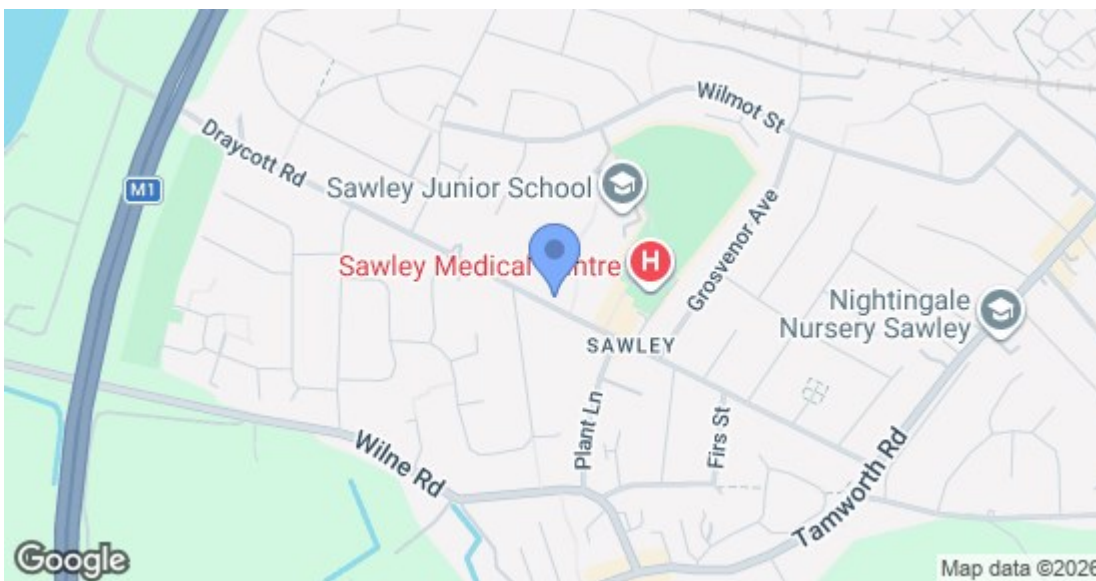 Wilmot St
Draycott Rd
M1
Sawley Junior School
Grosvenor Ave
Sawley Medical
ntre
H
Nightingale
Nursery Sawley
SAWLEY
Plant Ln
Firs St
Wilne Rd
Tamworth Rd
Google
Map data ©2026